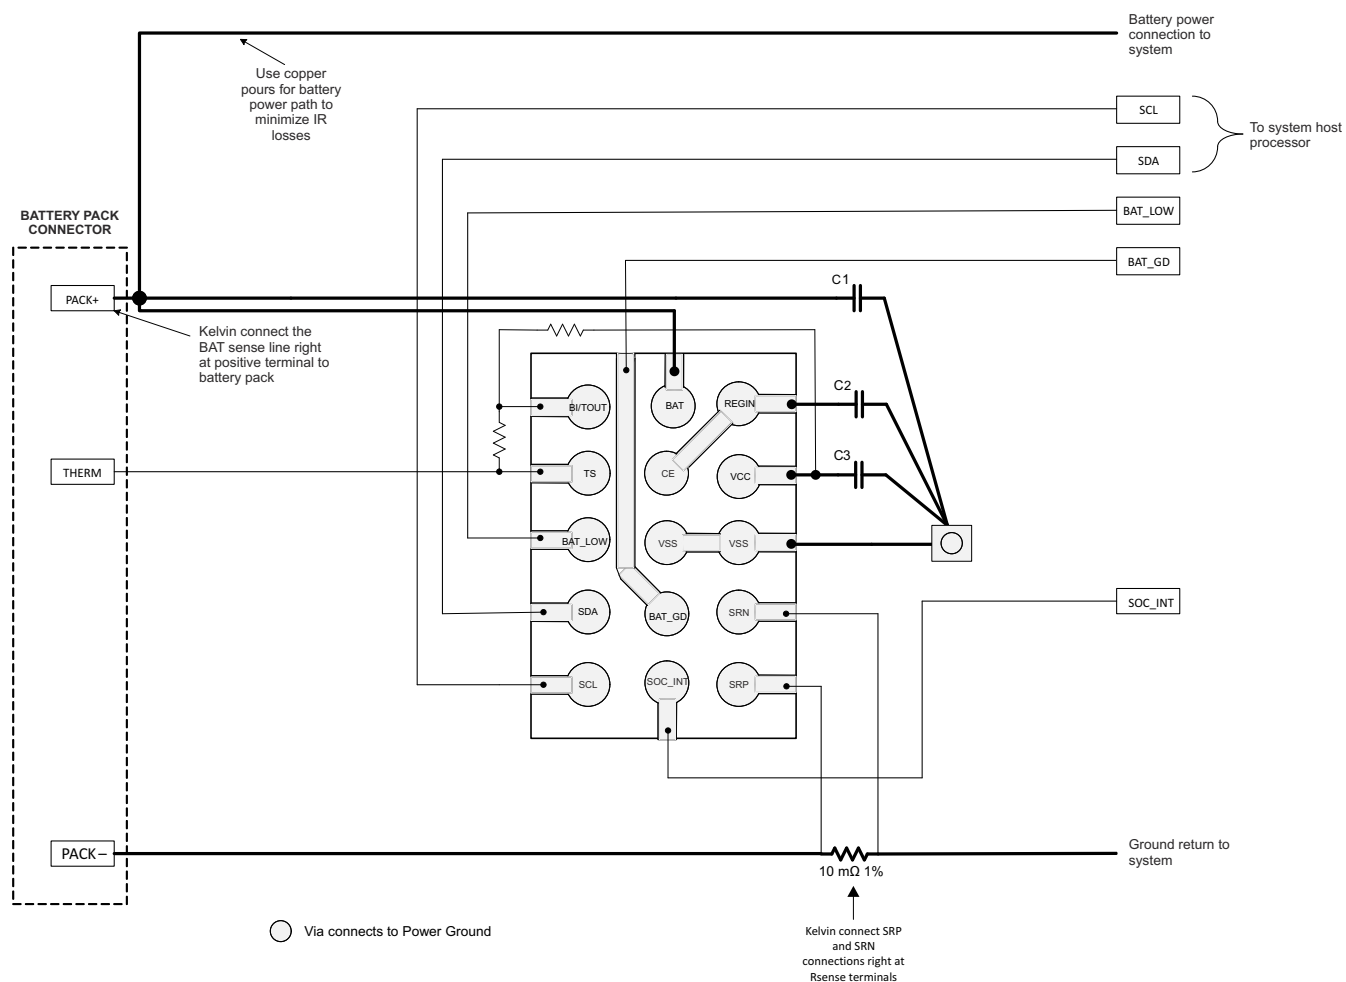 Battery power
connection to
system
Use copper
pours for battery
power path to
minimize IR
losses
SCL
To system host
processor
SDA
BAT_LOW
BATTERY PACK
CONNECTOR
BAT_GD
C1
PACK+
Kelvin connect the
BAT sense line right
at positive terminal to
battery pack
C2
BI/TOUT
BAT
REGIN
C3
THERM
TS
CE
VCC
BAT_LOW
VSS
VSS
SOC_INT
SDA
BAT_GD
SRN
SCL
SOC_INT
SRP
PACK–
Ground return to
system
10 mΩ 1%
Via connects to Power Ground
Kelvin connect SRP
and SRN
connections right at
Rsense terminals